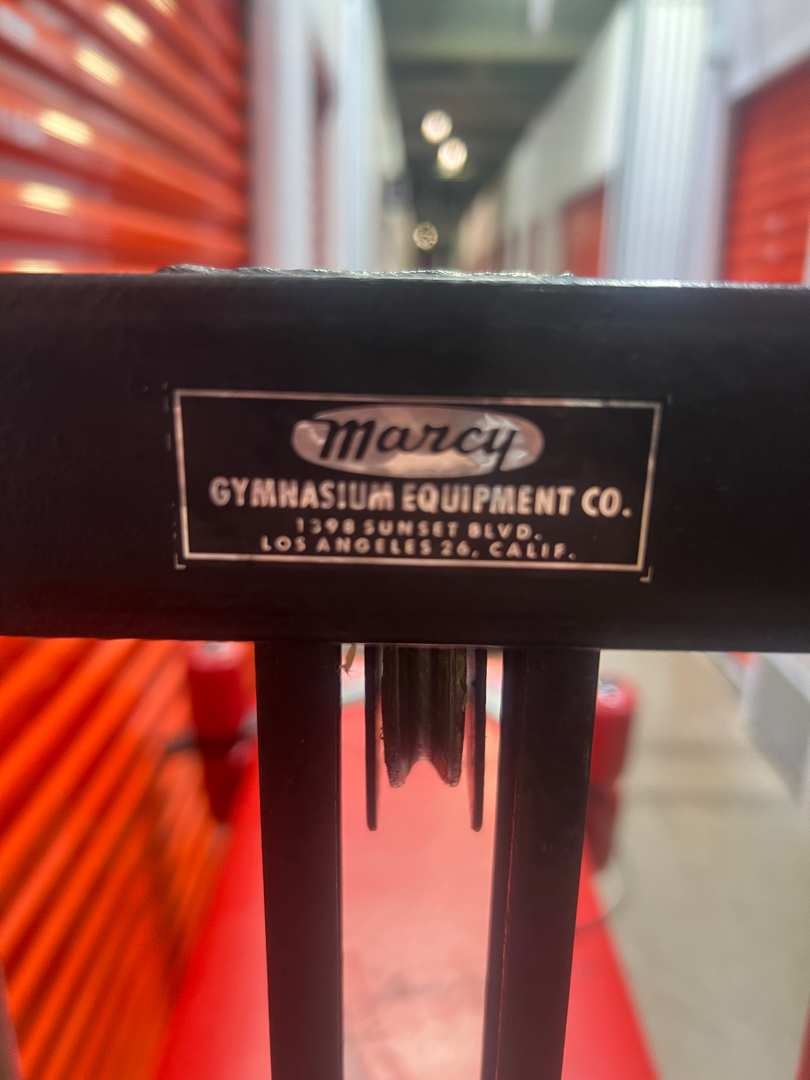 Marcy
GYMNASIUM EQUIPMENT CO.
1398 SUNSET BLVD.
LOS ANGELES 26, CALIF.